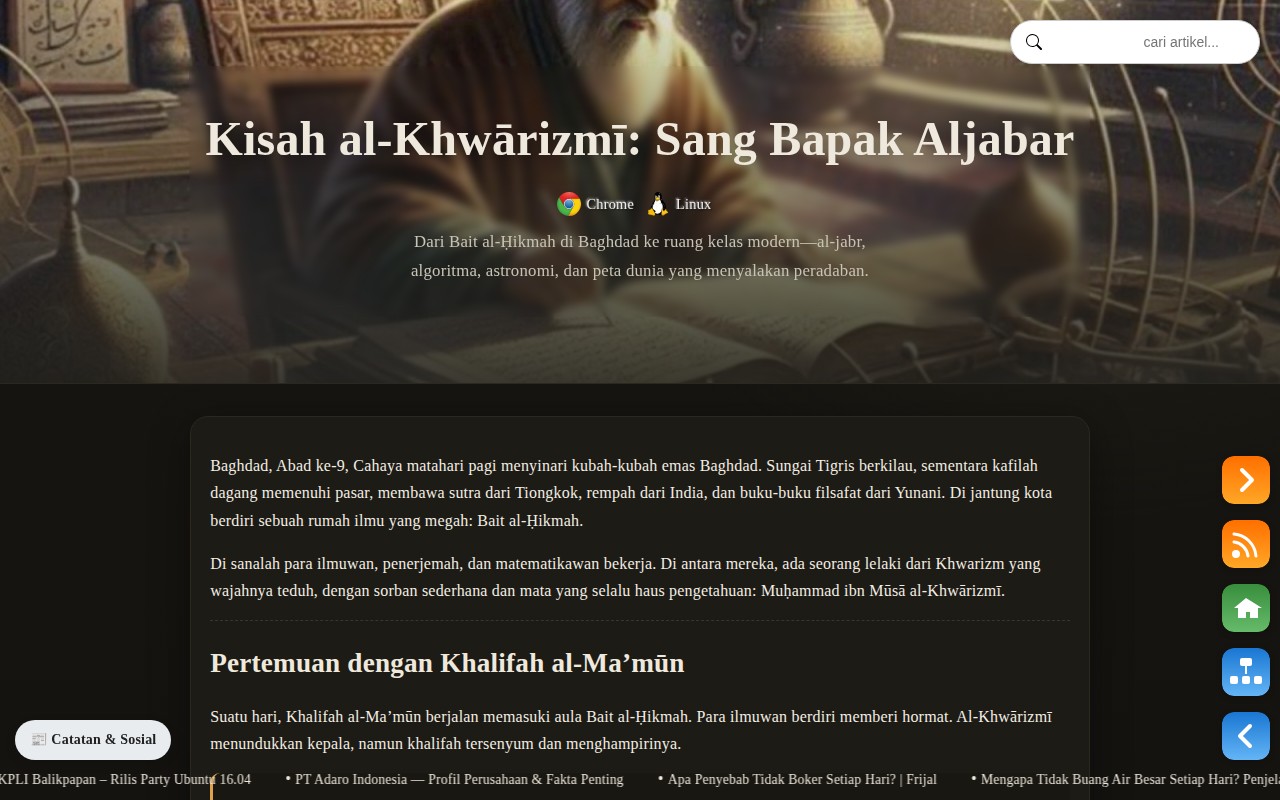 cari artikel...
Kisah al-Khwārizmī: Sang Bapak Aljabar
Chrome Linux
Dari Bait al-Ḥikmah di Baghdad ke ruang kelas modern—al-jabr,
algoritma, astronomi, dan peta dunia yang menyalakan peradaban.
Baghdad, Abad ke-9, Cahaya matahari pagi menyinari kubah-kubah emas Baghdad. Sungai Tigris berkilau, sementara kafilah
dagang memenuhi pasar, membawa sutra dari Tiongkok, rempah dari India, dan buku-buku filsafat dari Yunani. Di jantung kota
berdiri sebuah rumah ilmu yang megah: Bait al-Ḥikmah.
Di sanalah para ilmuwan, penerjemah, dan matematikawan bekerja. Di antara mereka, ada seorang lelaki dari Khwarizm yang
wajahnya teduh, dengan sorban sederhana dan mata yang selalu haus pengetahuan: Muḥammad ibn Mūsā al-Khwārizmī.
Pertemuan dengan Khalifah al-Ma’mūn
Suatu hari, Khalifah al-Ma’mūn berjalan memasuki aula Bait al-Ḥikmah. Para ilmuwan berdiri memberi hormat. Al-Khwārizmī
menundukkan kepala, namun khalifah tersenyum dan menghampirinya.
📰 Catatan & Sosial
KPLI Balikpapan – Rilis Party Ubuntu 16.04 • PT Adaro Indonesia — Profil Perusahaan & Fakta Penting • Apa Penyebab Tidak Boker Setiap Hari? | Frijal • Mengapa Tidak Buang Air Besar Setiap Hari?